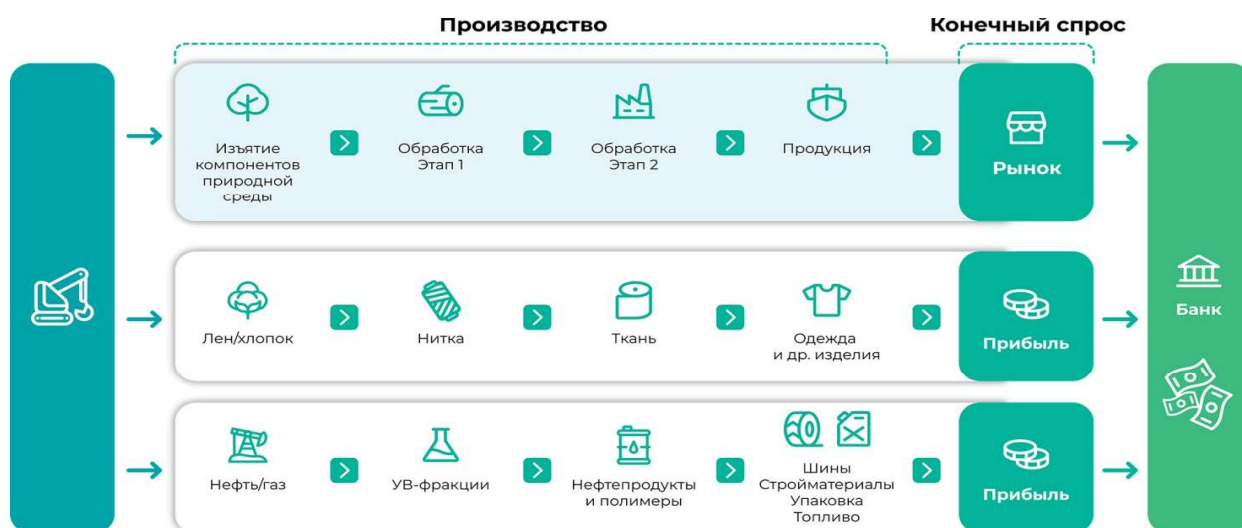 Производство
Конечный спрос
Изъятие
компонентов
природной
среды
Обработка
Этап 1
Обработка
Этап 2
Продукция
Рынок
Лен/хлопок
Нитка
Ткань
Одежда
и др. изделия
Прибыль
Банк
Нефть/газ
УВ-фракции
Нефтепродукты
и полимеры
Шины
Стройматериалы
Упаковка
Топливо
Прибыль